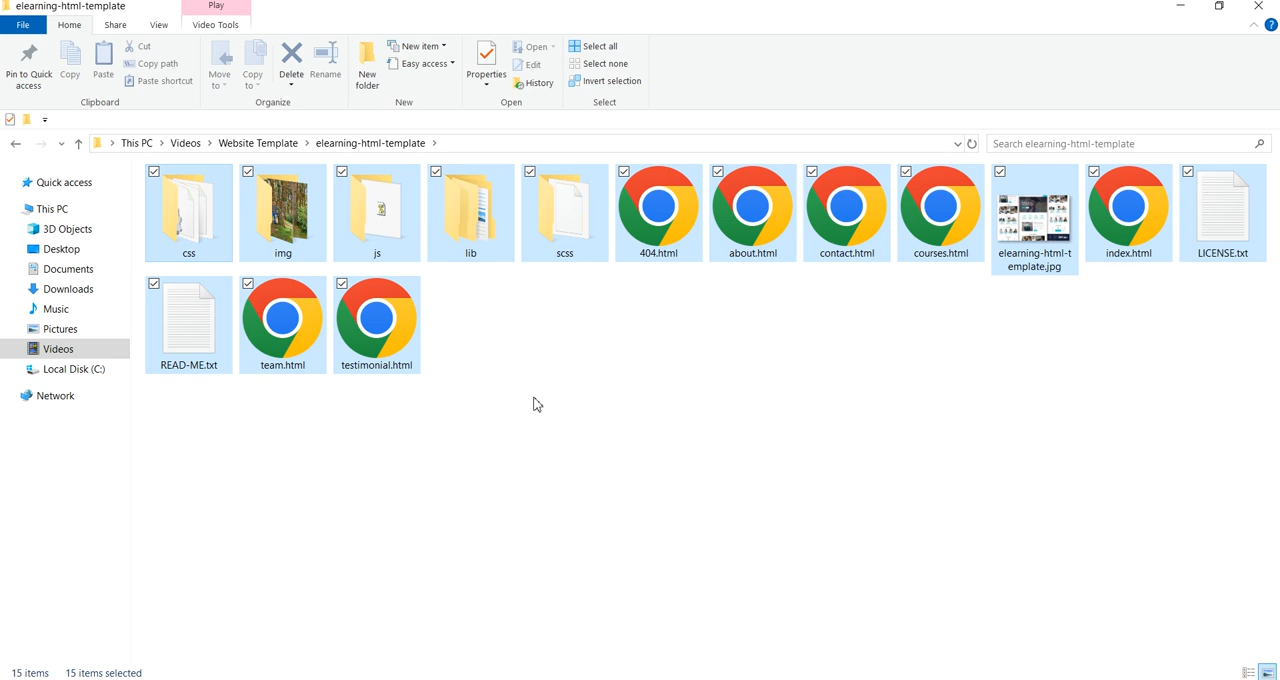 elearning-html-template
Play
File
Home
Share
View
Video Tools
Pin to Quick
access
Copy
Paste
Cut
Copy path
Paste shortcut
Clipboard
Move
to
Copy
to
Delete
Rename
Organize
New
folder
New item
Easy access
New
Properties
Open
Edit
History
Open
Select all
Select none
Invert selection
Select
This PC
Videos
Website Template
elearning-html-template
Search elearning-html-template
Quick access
This PC
3D Objects
Desktop
Documents
Downloads
Music
Pictures
Videos
Local Disk (C:)
Network
css
img
js
lib
scss
404.html
about.html
contact.html
courses.html
elearning-html-t
emplate.jpg
index.html
LICENSE.txt
READ-ME.txt
team.html
testimonial.html
15 items
15 items selected